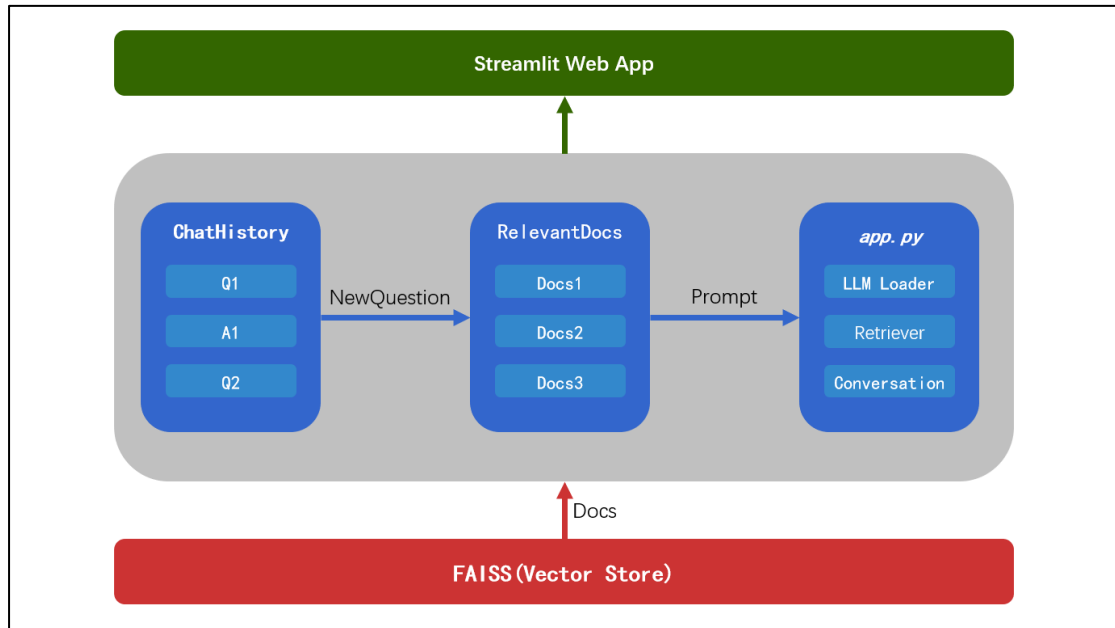 Streamlit Web App
ChatHistory
Q1
A1
Q2
NewQuestion
RelevantDocs
Docs1
Docs2
Docs3
Prompt
app.py
LLM Loader
Retriever
Conversation
Docs
FAISS(Vector Store)